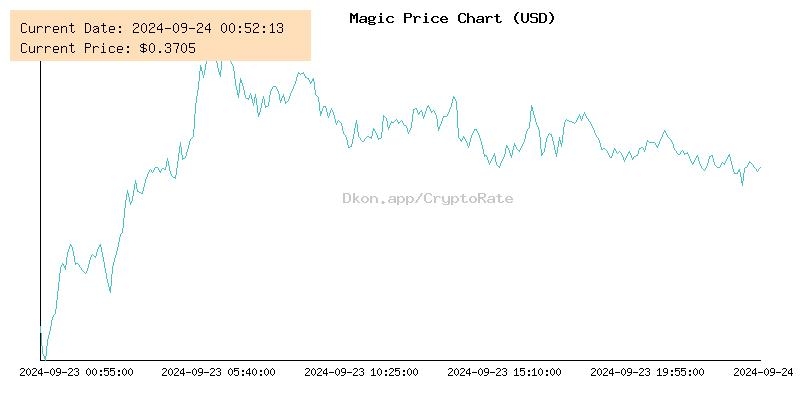 Magic Price Chart (USD)
Current Date: 2024-09-24 00:52:13
Current Price: $0.3705
Dkon.app/CryptoRate
2024-09-23 00:55:00 2024-09-23 05:40:00 2024-09-23 10:25:00 2024-09-23 15:10:00 2024-09-23 19:55:00 2024-09-24